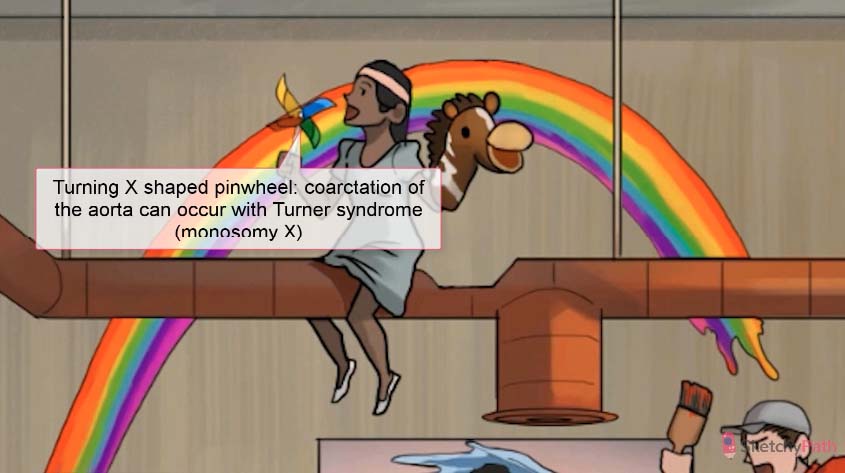 Turning X shaped pinwheel: coarctation of
the aorta can occur with Turner syndrome
(monosomy X)
SketchyPath